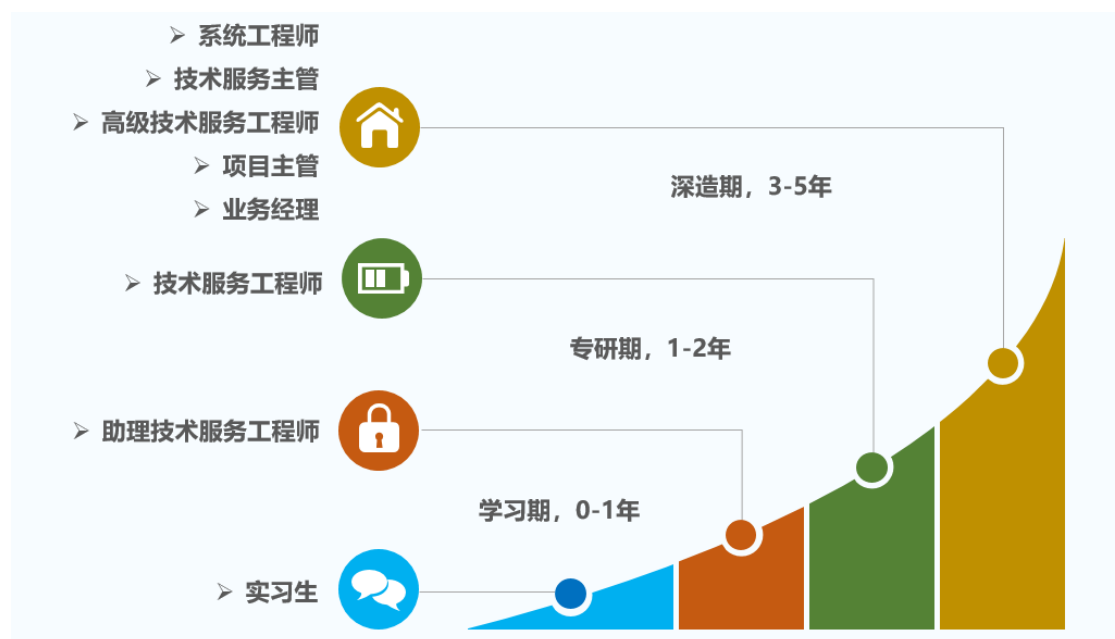 系统工程师
技术服务主管
高级技术服务工程师
项目主管
深造期，3-5年
业务经理
技术服务工程师
专研期，1-2年
助理技术服务工程师
学习期，0-1年
实习生